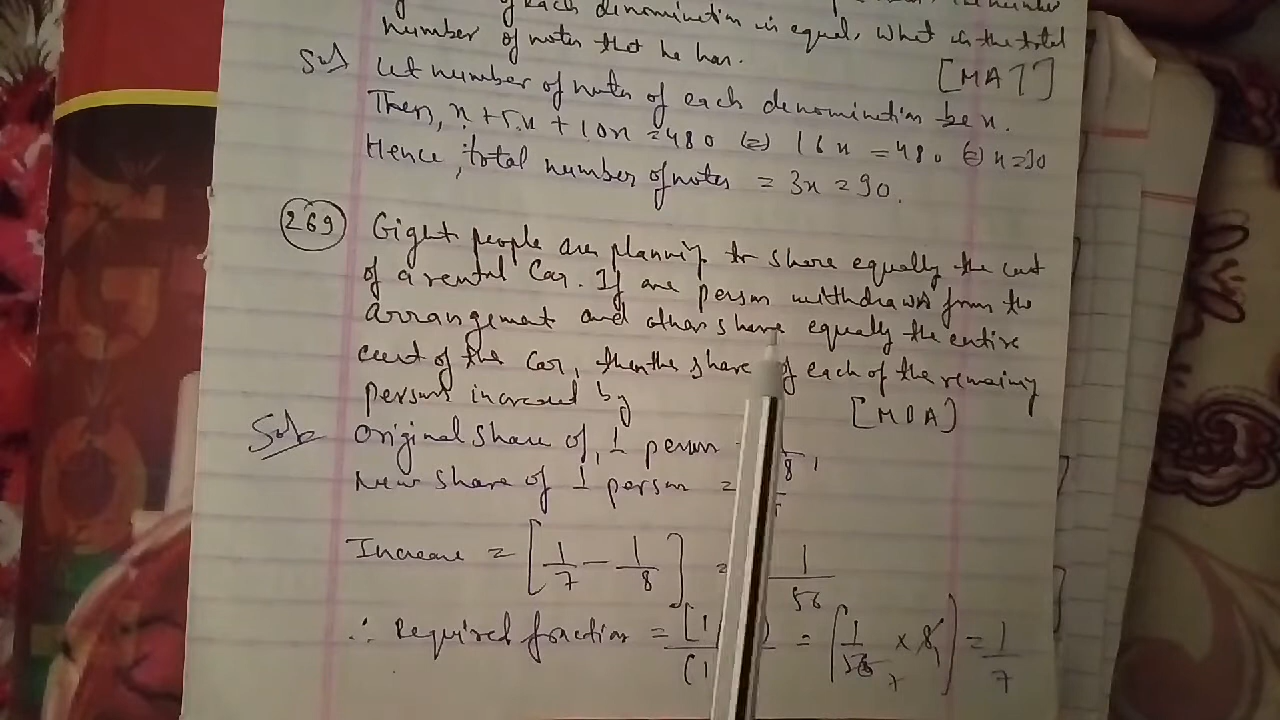 of each denomination is equal. What is the total
number of notes that he has.
[MAT]
Sol let number of notes of each denomination be x.
Then, x + 5x + 10x = 480 (=) 16x = 480 (=) x = 30
Hence, total number of notes = 3x = 90.
269 Eight people are planning to share equally the cost
of a rental Car. If one person withdraws from the
arrangement and others share equally the entire
cost of the Car, then the share of each of the remaining
persons increased by
[MBA]
Sol: Original share of 1 person 1
8
New share of 1 person =
Increase = [1/7 - 1/8] = 1/56
∴ Required fraction = = (1/56 x 8) = 1/7